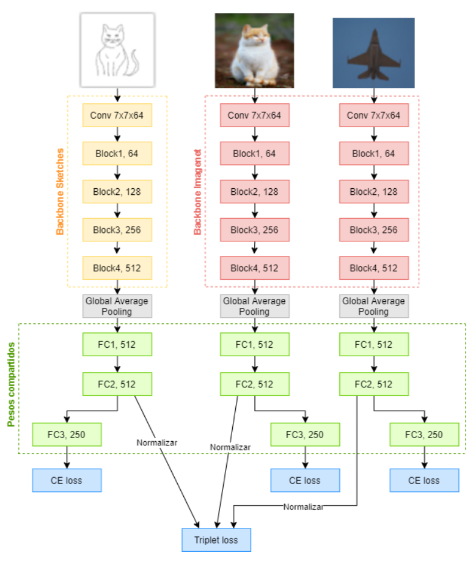 Backbone Sketches
Conv 7x7x64
Block1, 64
Block2, 128
Block3, 256
Block4, 512
Backbone Imagenet
Conv 7x7x64
Block1, 64
Block2, 128
Block3, 256
Block4, 512
Conv 7x7x64
Block1, 64
Block2, 128
Block3, 256
Block4, 512
Global Average
Pooling
Global Average
Pooling
Global Average
Pooling
Pesos compartidos
FC1, 512
FC1, 512
FC1, 512
FC2, 512
FC2, 512
FC2, 512
FC3, 250
FC3, 250
FC3, 250
Normalizar
Normalizar
CE loss
CE loss
CE loss
Normalizar
Triplet loss